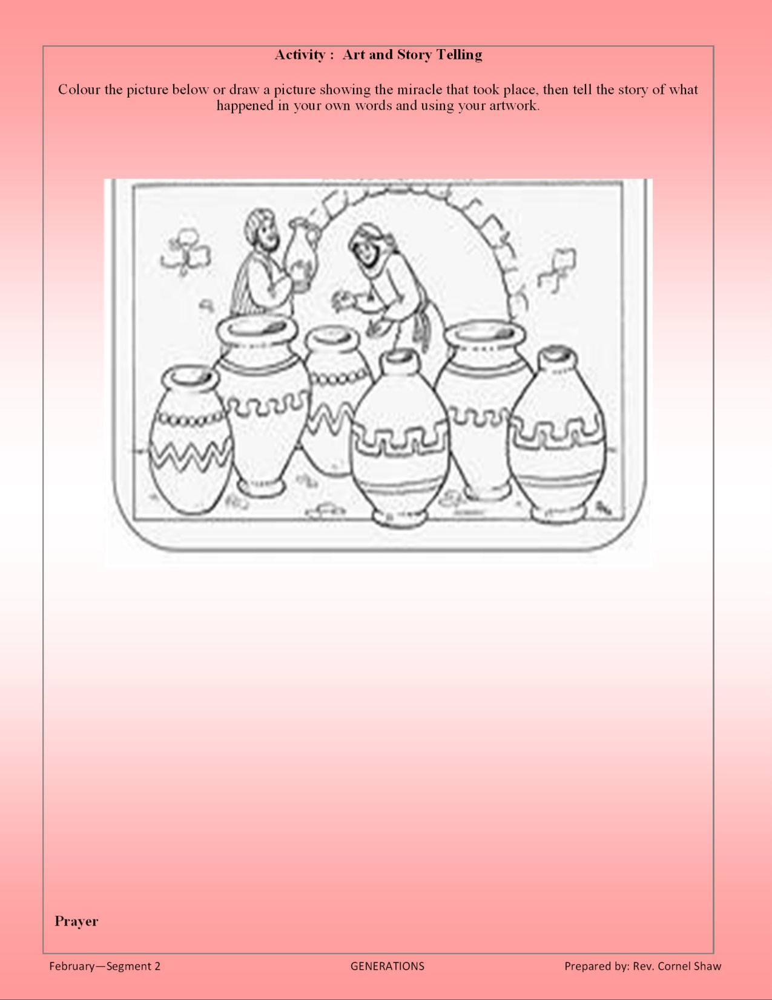 Activity :  Art and Story Telling
Colour the picture below or draw a picture showing the miracle that took place, then tell the story of what
happened in your own words and using your artwork.
Prayer
February—Segment 2
GENERATIONS
Prepared by: Rev. Cornel Shaw